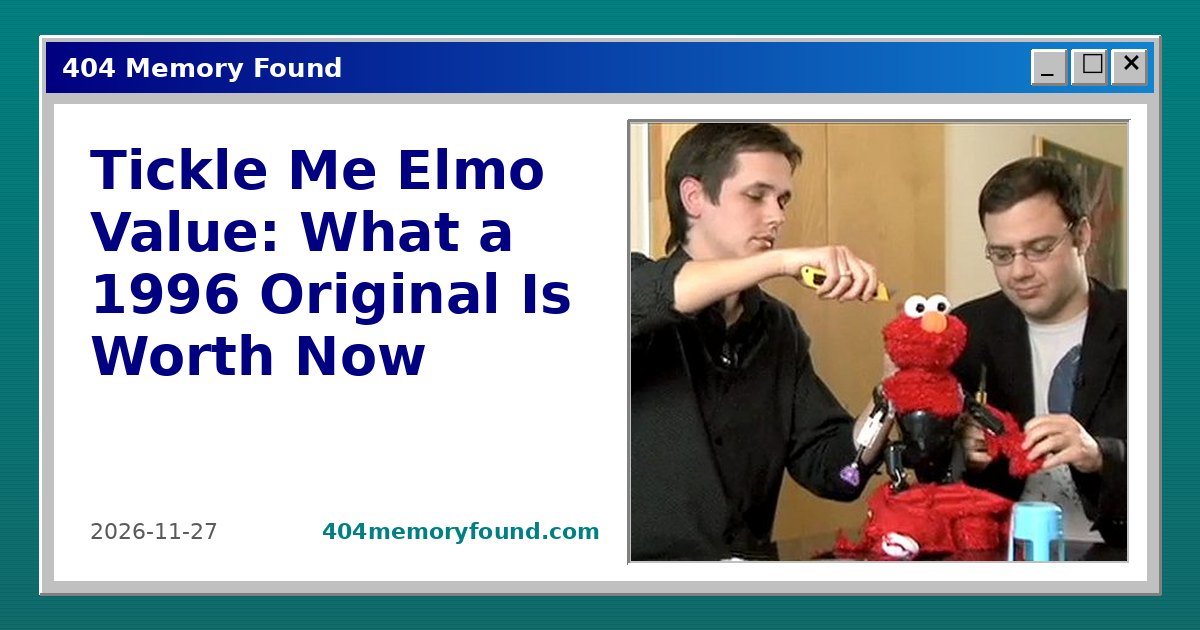 404 Memory Found
Tickle Me Elmo
Value: What a
1996 Original Is
Worth Now
2026-11-27
404memoryfound.com